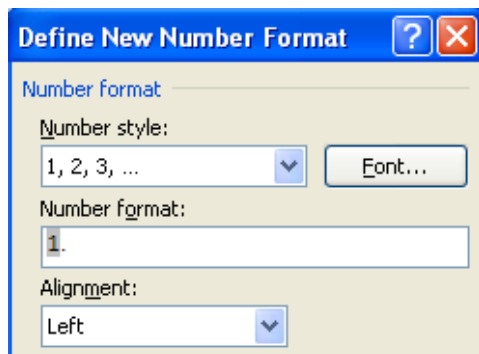 Define New Number Format
Number format
Number style:
1, 2, 3, ...
Font...
Number format:
1.
Alignment:
Left